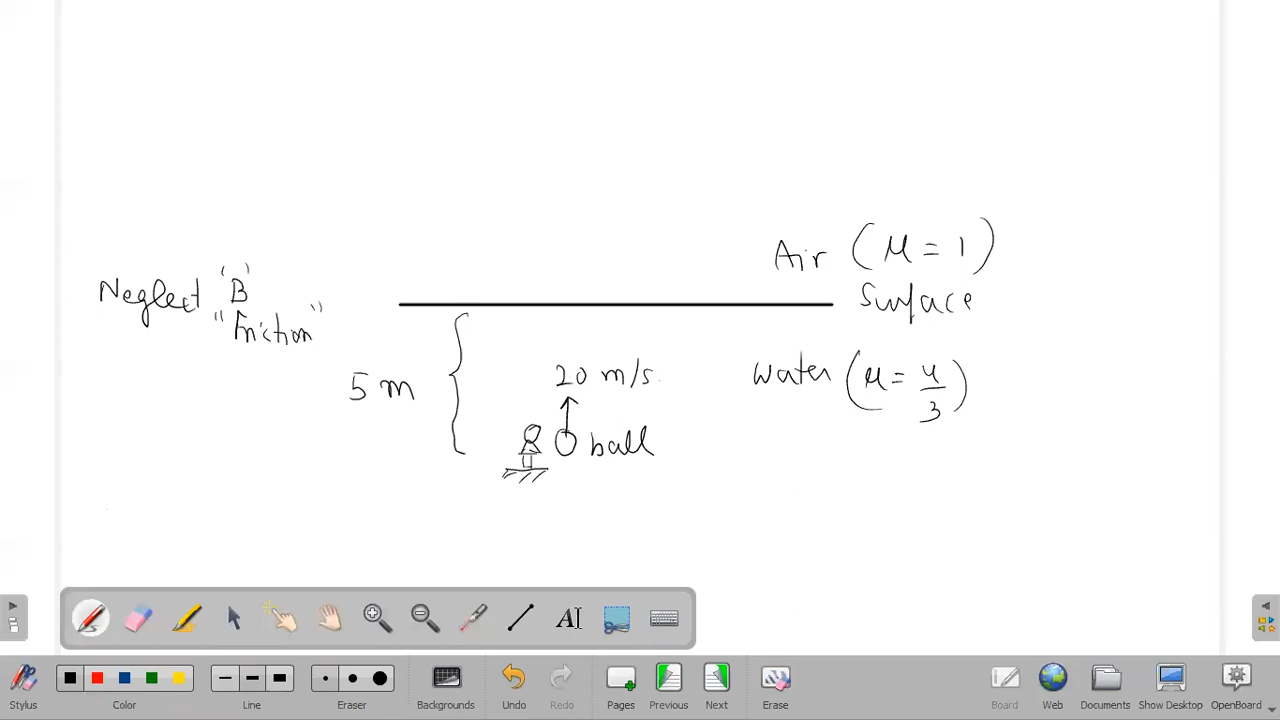 Air (μ = 1)
Neglect 'B'
"Friction"
Surface
5 m
20 m/s.
water (μ = 4/3)
ball
Stylus
Color
Line
Eraser
Backgrounds
Undo
Redo
Pages
Previous
Next
Erase
Board
Web
Documents
Show Desktop
OpenBoard